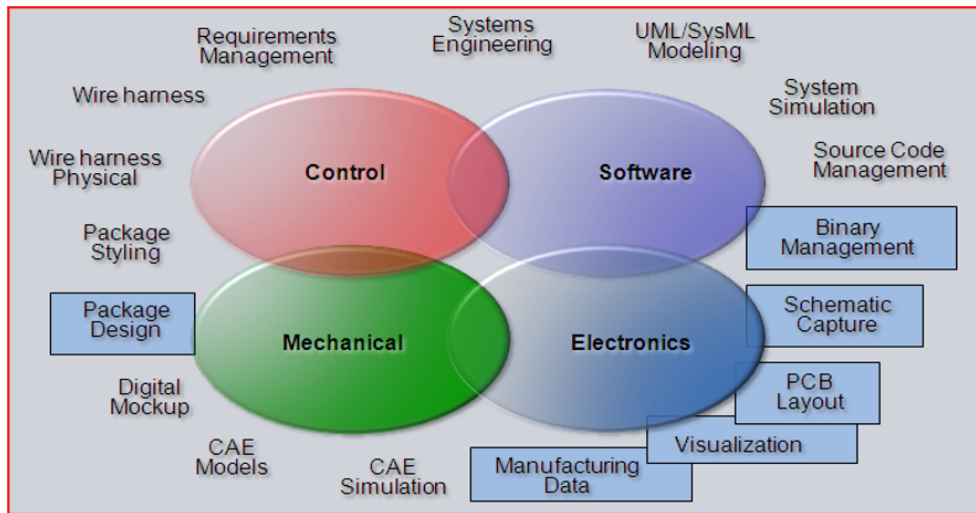 Requirements
Management
Systems
Engineering
UML/SysML
Modeling
Wire harness
System
Simulation
Wire harness
Physical
Control
Software
Source Code
Management
Package
Styling
Binary
Management
Package
Design
Mechanical
Electronics
Schematic
Capture
Digital
Mockup
PCB
Layout
CAE
Models
CAE
Simulation
Manufacturing
Data
Visualization